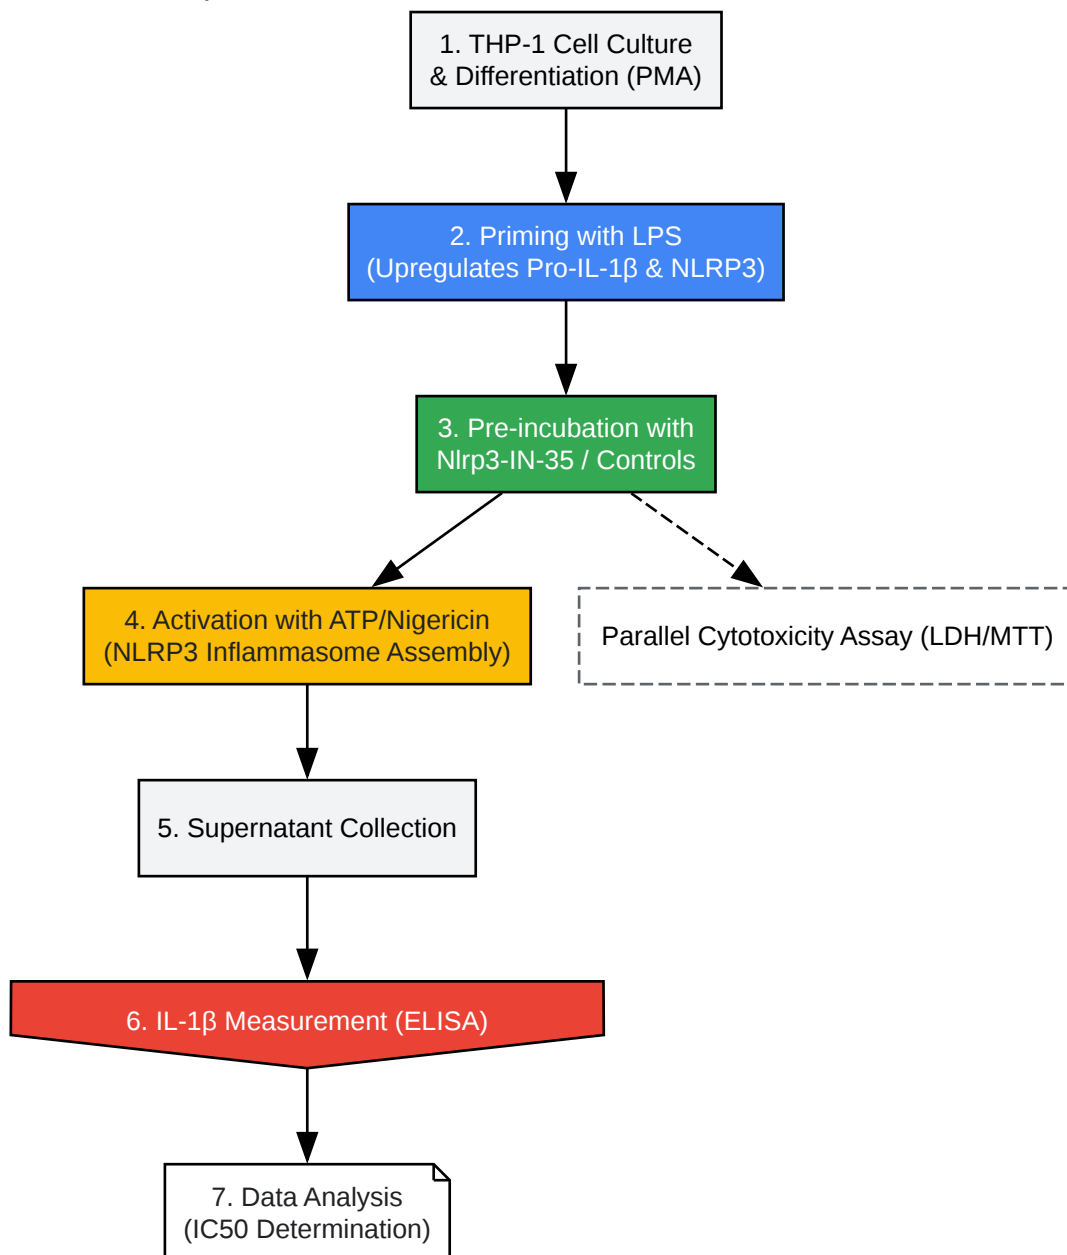 1. THP-1 Cell Culture
& Differentiation (PMA)
2. Priming with LPS
(Upregulates Pro-IL-1β & NLRP3)
3. Pre-incubation with
Nlrp3-IN-35 / Controls
4. Activation with ATP/Nigericin
(NLRP3 Inflammasome Assembly)
Parallel Cytotoxicity Assay (LDH/MTT)
5. Supernatant Collection
6. IL-1β Measurement (ELISA)
7. Data Analysis
(IC50 Determination)